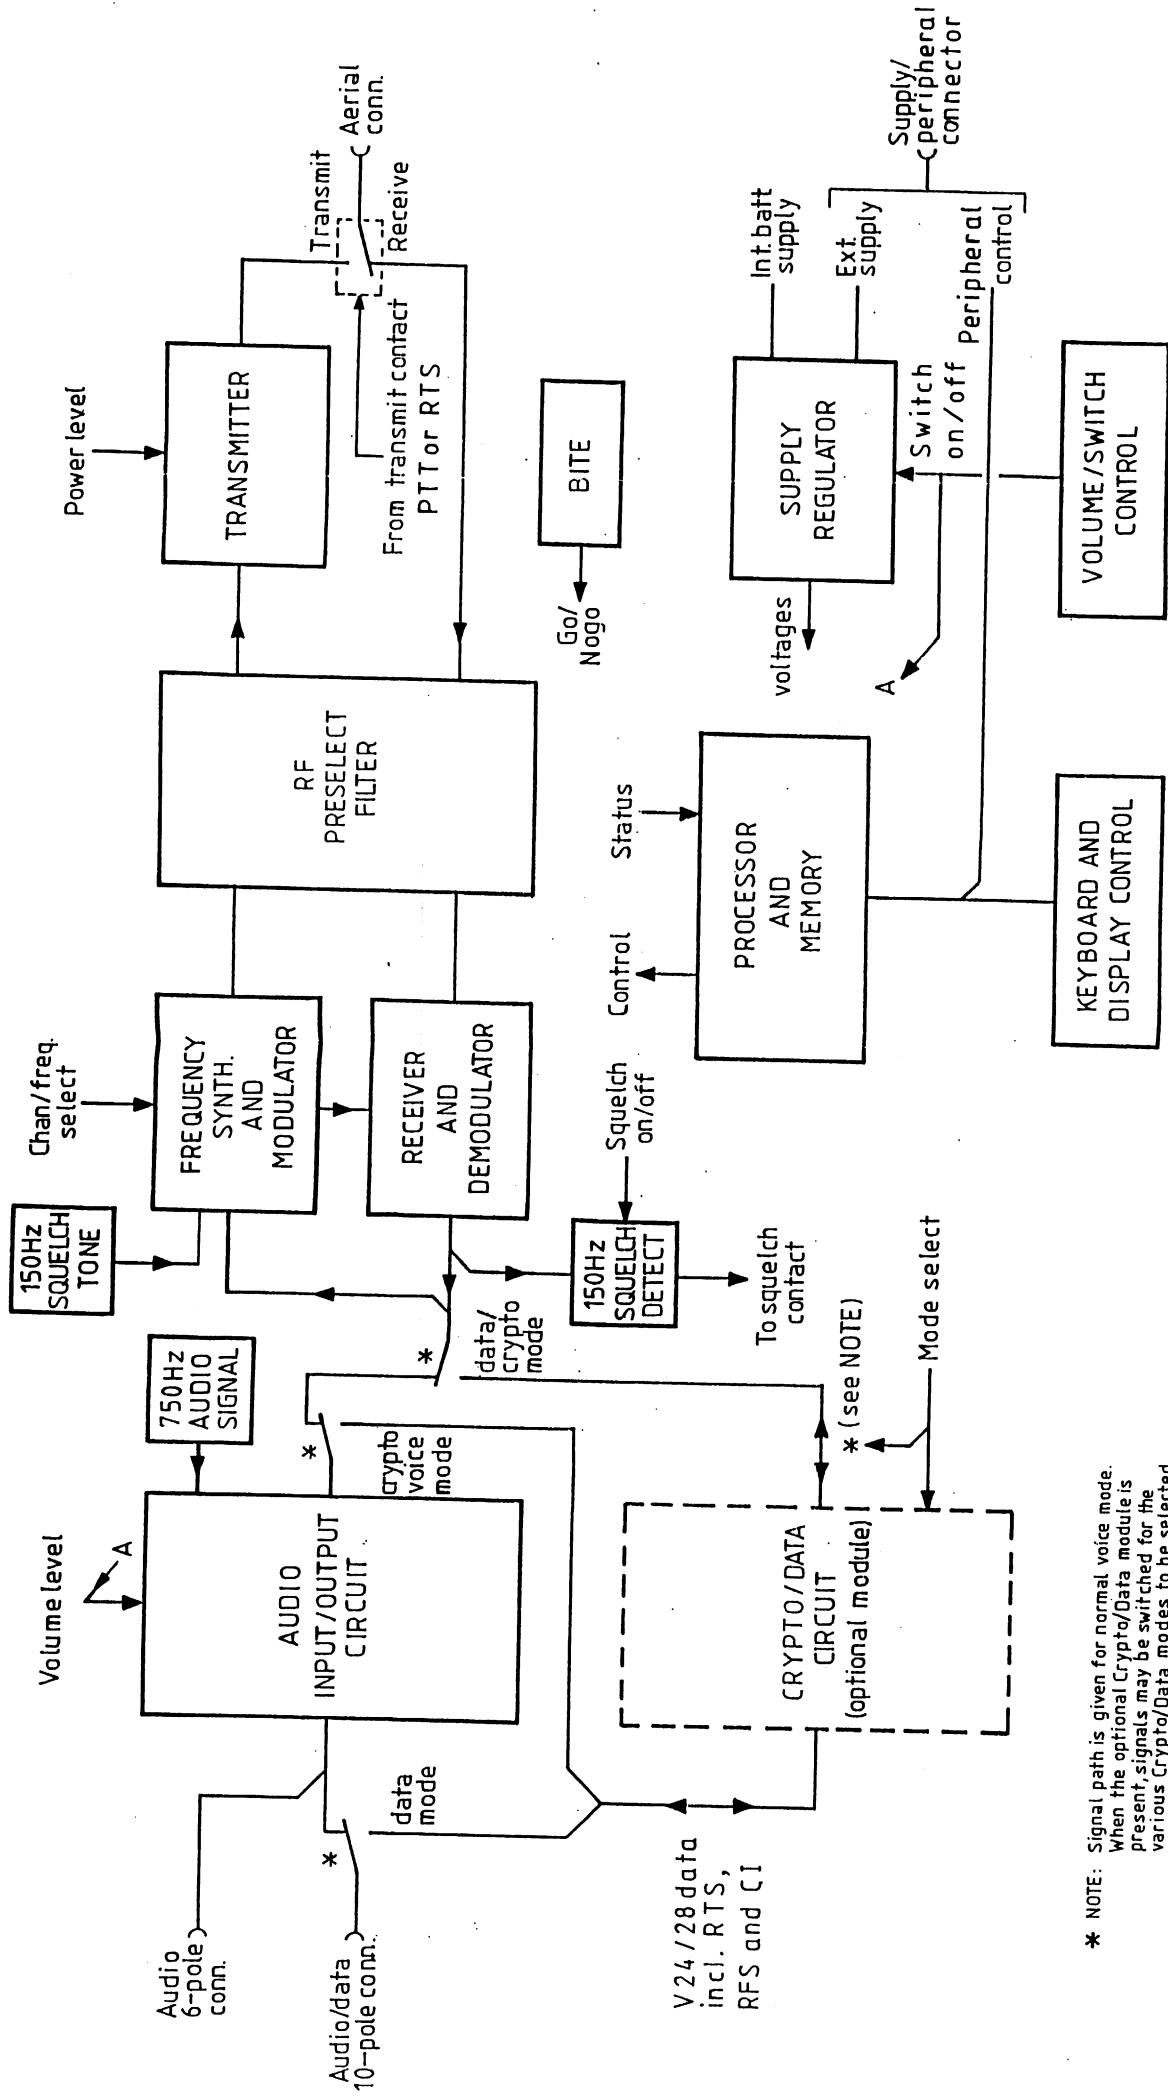 Audio
6-pole
conn.
Audio/data
10-pole conn.
Volume level
A
AUDIO
INPUT/OUTPUT
CIRCUIT
*
data
mode
750Hz
AUDIO
SIGNAL
150Hz
SQUELCH
TONE
*
crypto
voice
mode
*
data/
crypto
mode
Chan/freq.
select
FREQUENCY
SYNTH.
AND
MODULATOR
RECEIVER
AND
DEMODULATOR
150Hz
SQUELCH
DETECT
Squelch
on/off
To squelch
contact
RF
PRESELECT
FILTER
Power level
TRANSMITTER
Transmit
Receive
Aerial
conn.
From transmit contact
PTT or RTS
BITE
Go/
Nogo
V24/28 data
incl. RTS,
RFS and CI
CRYPTO/DATA
CIRCUIT
(optional module)
* (see NOTE)
Mode select
Control
Status
PROCESSOR
AND
MEMORY
KEYBOARD AND
DISPLAY CONTROL
voltages
A
SUPPLY
REGULATOR
Int.batt
supply
Ext.
supply
Switch
on/off
Peripheral
control
Supply/
peripheral
connector
VOLUME/SWITCH
CONTROL
* NOTE: Signal path is given for normal voice mode.
When the optional Crypto/Data module is
present, signals may be switched for the
various Crypto/Data modes to be selected